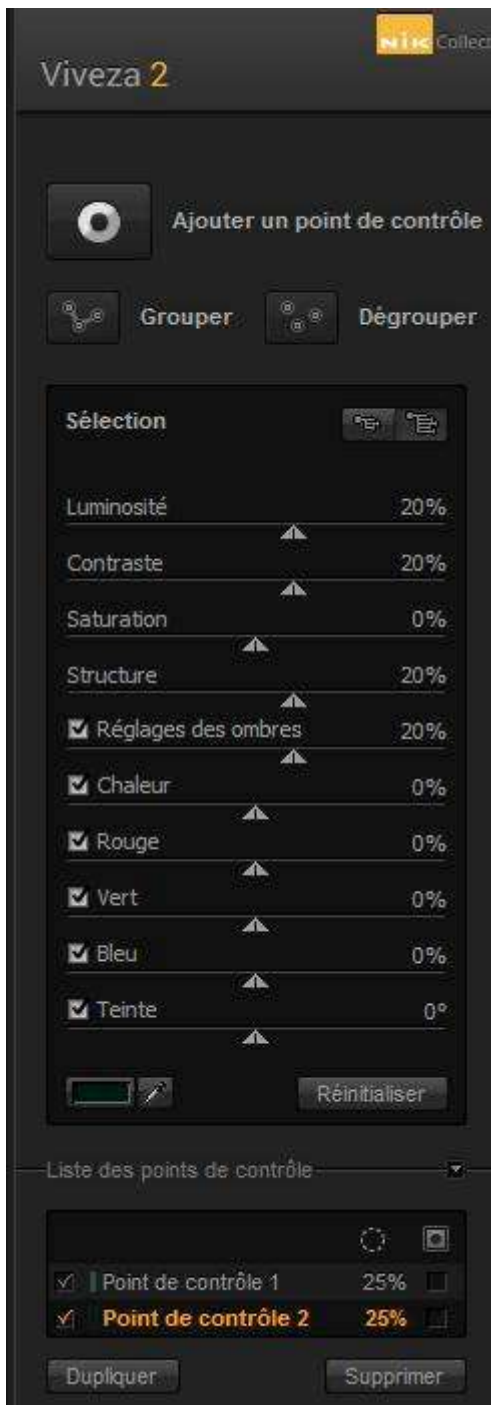 Nik Collect
Viveza 2
Ajouter un point de contrôle
Grouper Dégrouper
Sélection
Luminosité 20%
Contraste 20%
Saturation 0%
Structure 20%
Réglages des ombres 20%
Chaleur 0%
Rouge 0%
Vert 0%
Bleu 0%
Teinte 0°
Réinitialiser
Liste des points de contrôle
Point de contrôle 1 25%
Point de contrôle 2 25%
Dupliquer Supprimer